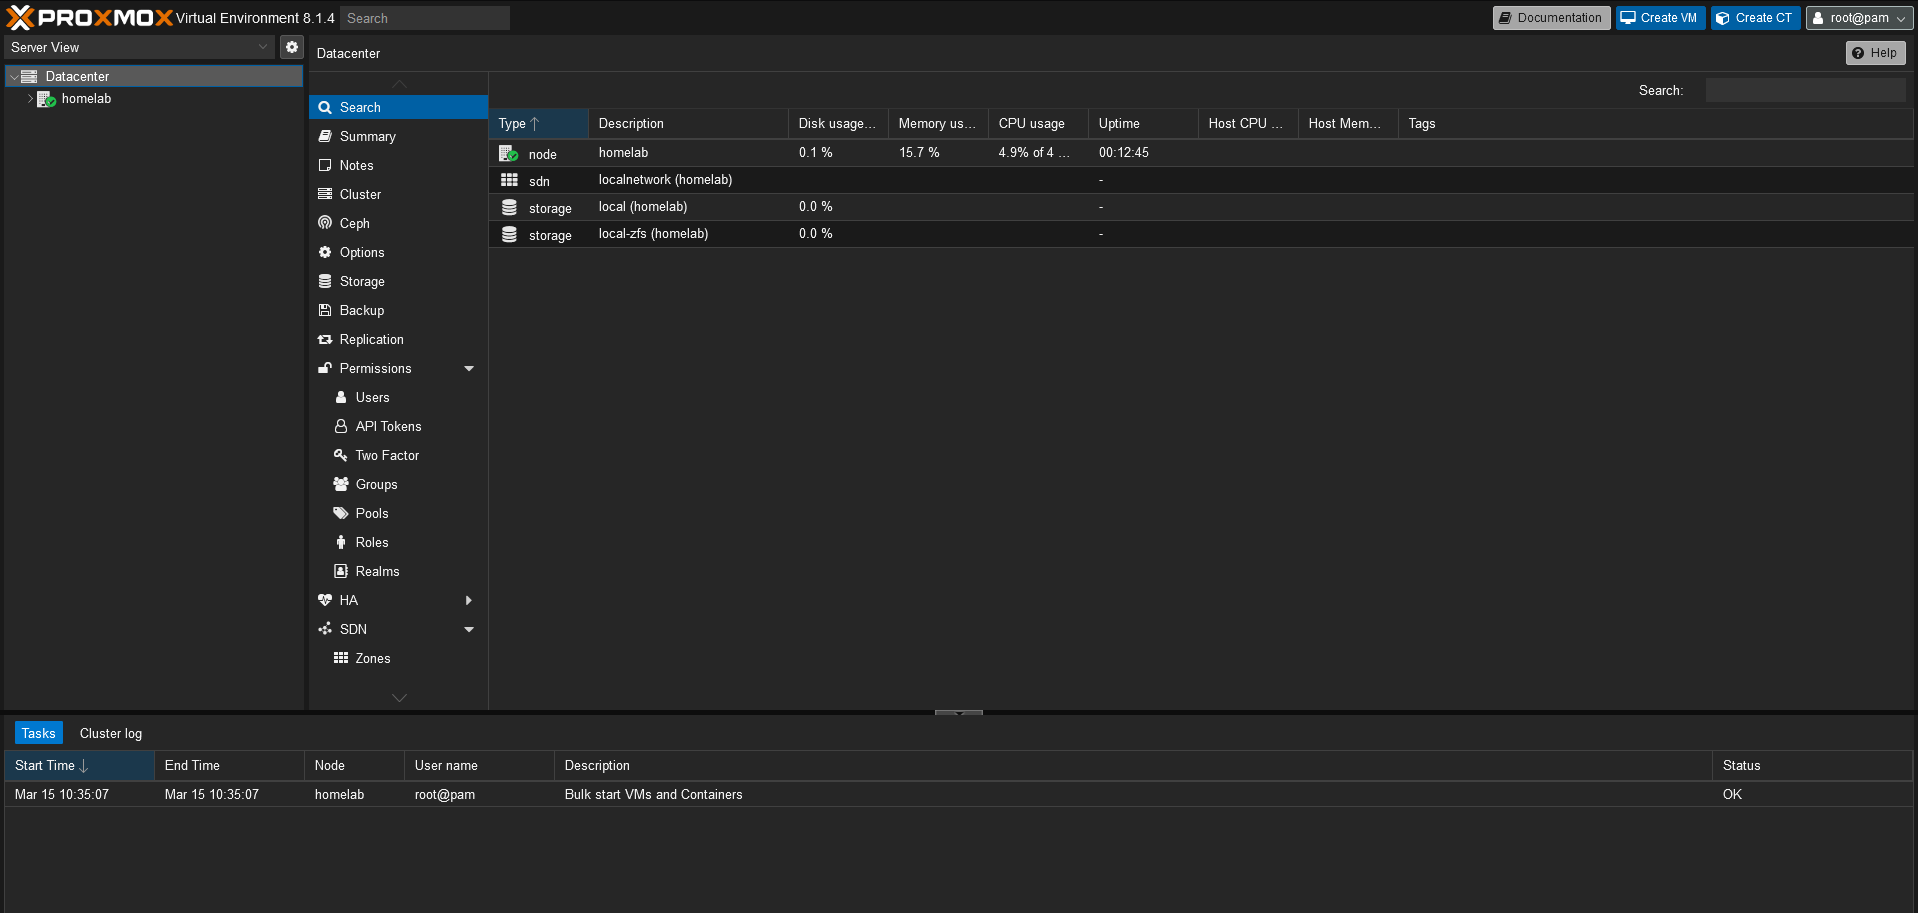 PROXMOX Virtual Environment 8.1.4 Search Documentation Create VM Create CT root@pam
Server View
Datacenter
homelab
Datacenter Help
Search
Summary
Notes
Cluster
Ceph
Options
Storage
Backup
Replication
Permissions
Users
API Tokens
Two Factor
Groups
Pools
Roles
Realms
HA
SDN
Zones
Search:
Type Description Disk usage... Memory us... CPU usage Uptime Host CPU ... Host Mem... Tags
node homelab 0.1 % 15.7 % 4.9% of 4 ... 00:12:45
sdn localnetwork (homelab) -
storage local (homelab) 0.0 % -
storage local-zfs (homelab) 0.0 % -
Tasks Cluster log
Start Time End Time Node User name Description Status
Mar 15 10:35:07 Mar 15 10:35:07 homelab root@pam Bulk start VMs and Containers OK